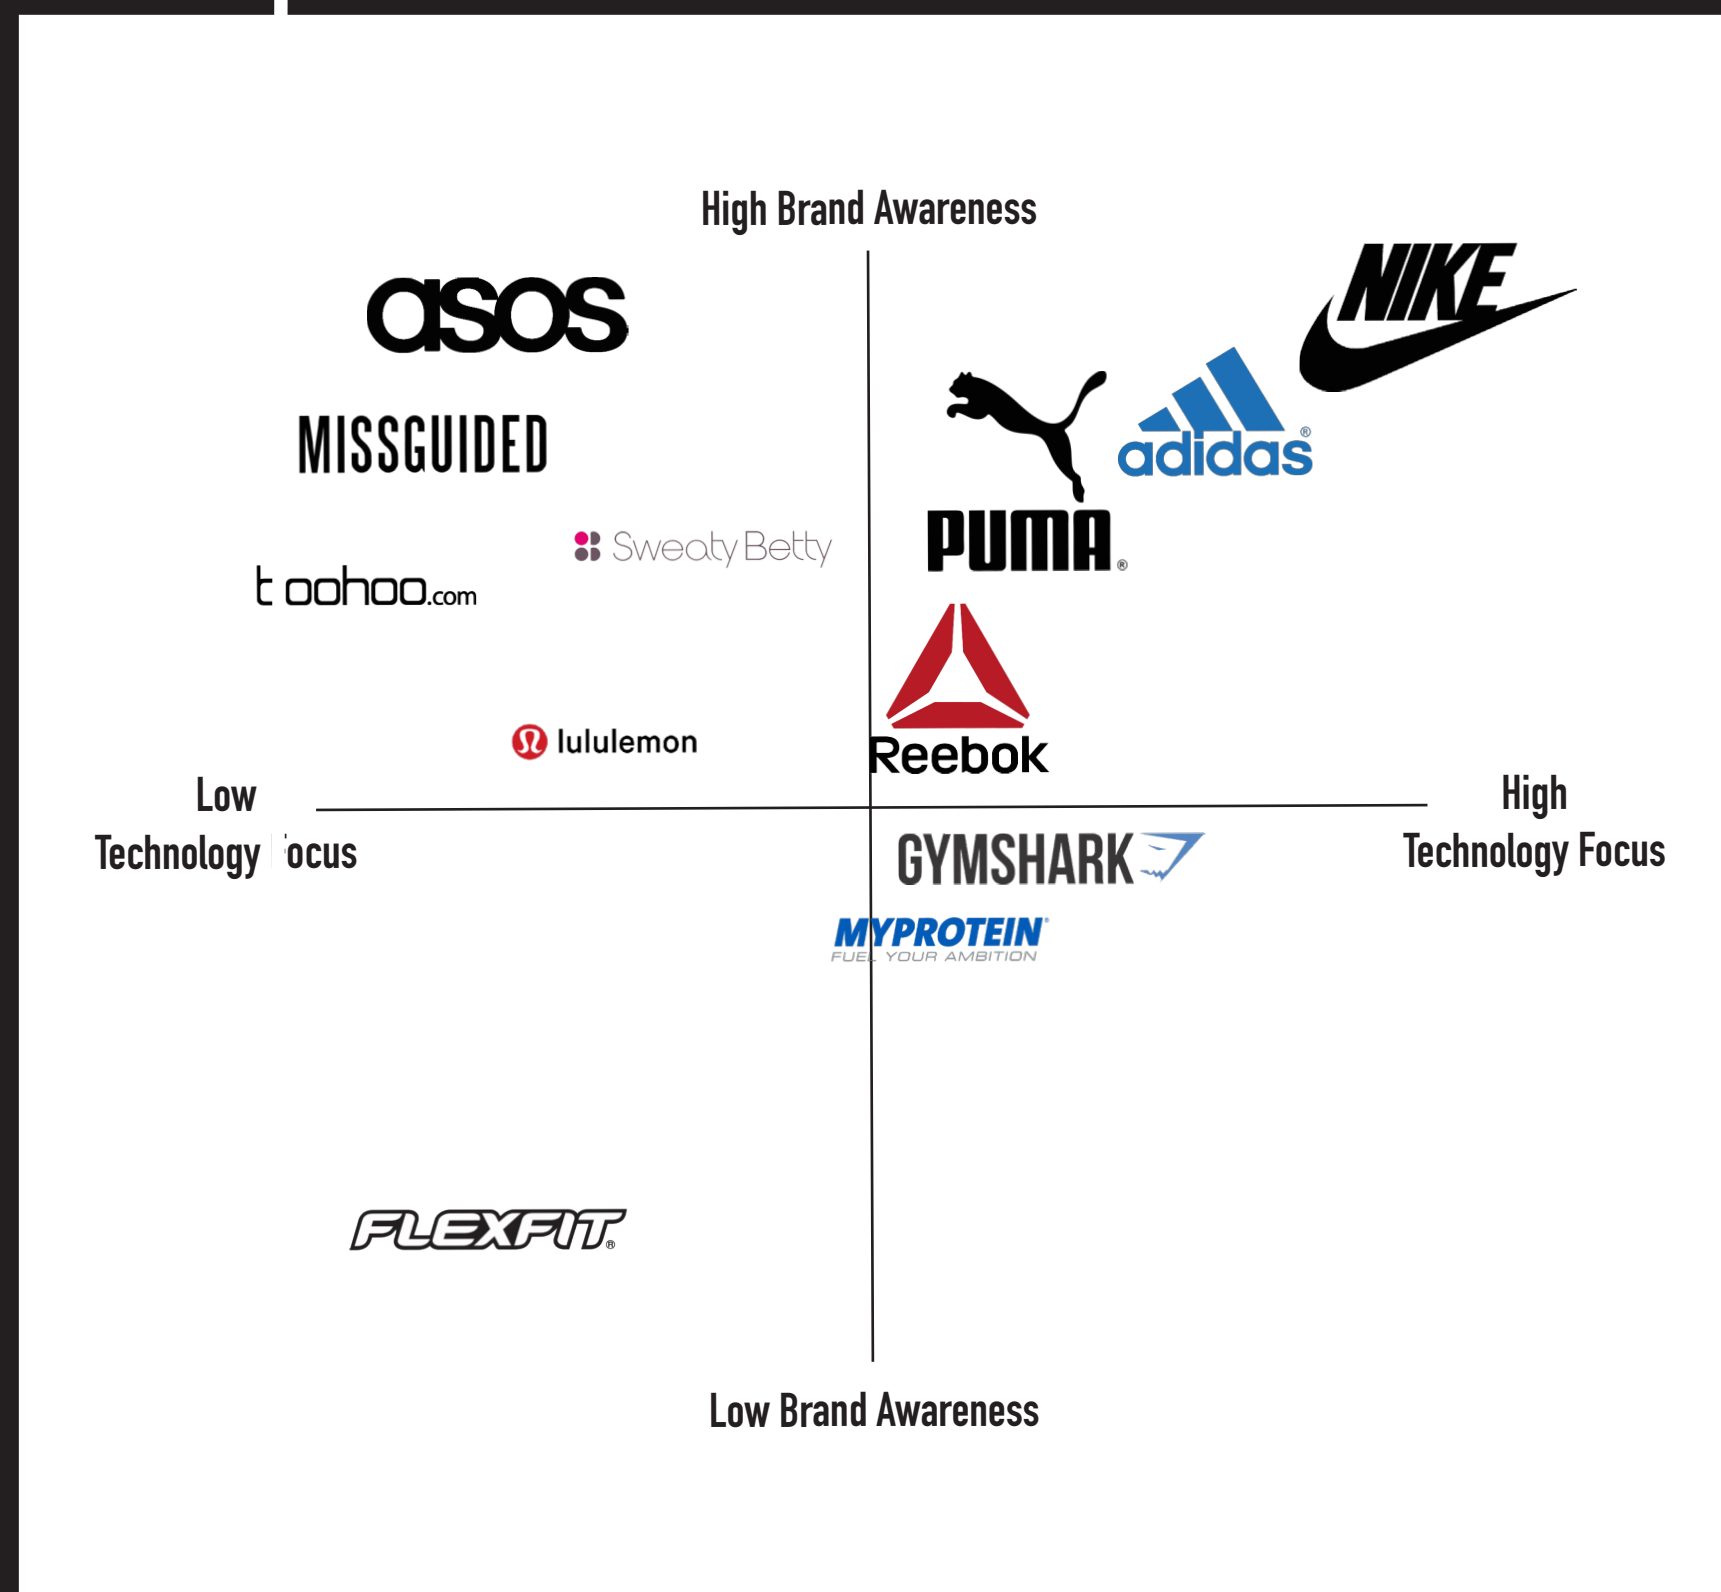 High Brand Awareness
asos
NIKE
MISSGUIDED
adidas®
PUMA®
Sweaty Betty
oohoo.com
Reebok
lululemon
Low
Technology Focus
High
Technology Focus
GYMSHARK
MYPROTEIN®
FUEL YOUR AMBITION
FLEXFIT®
Low Brand Awareness